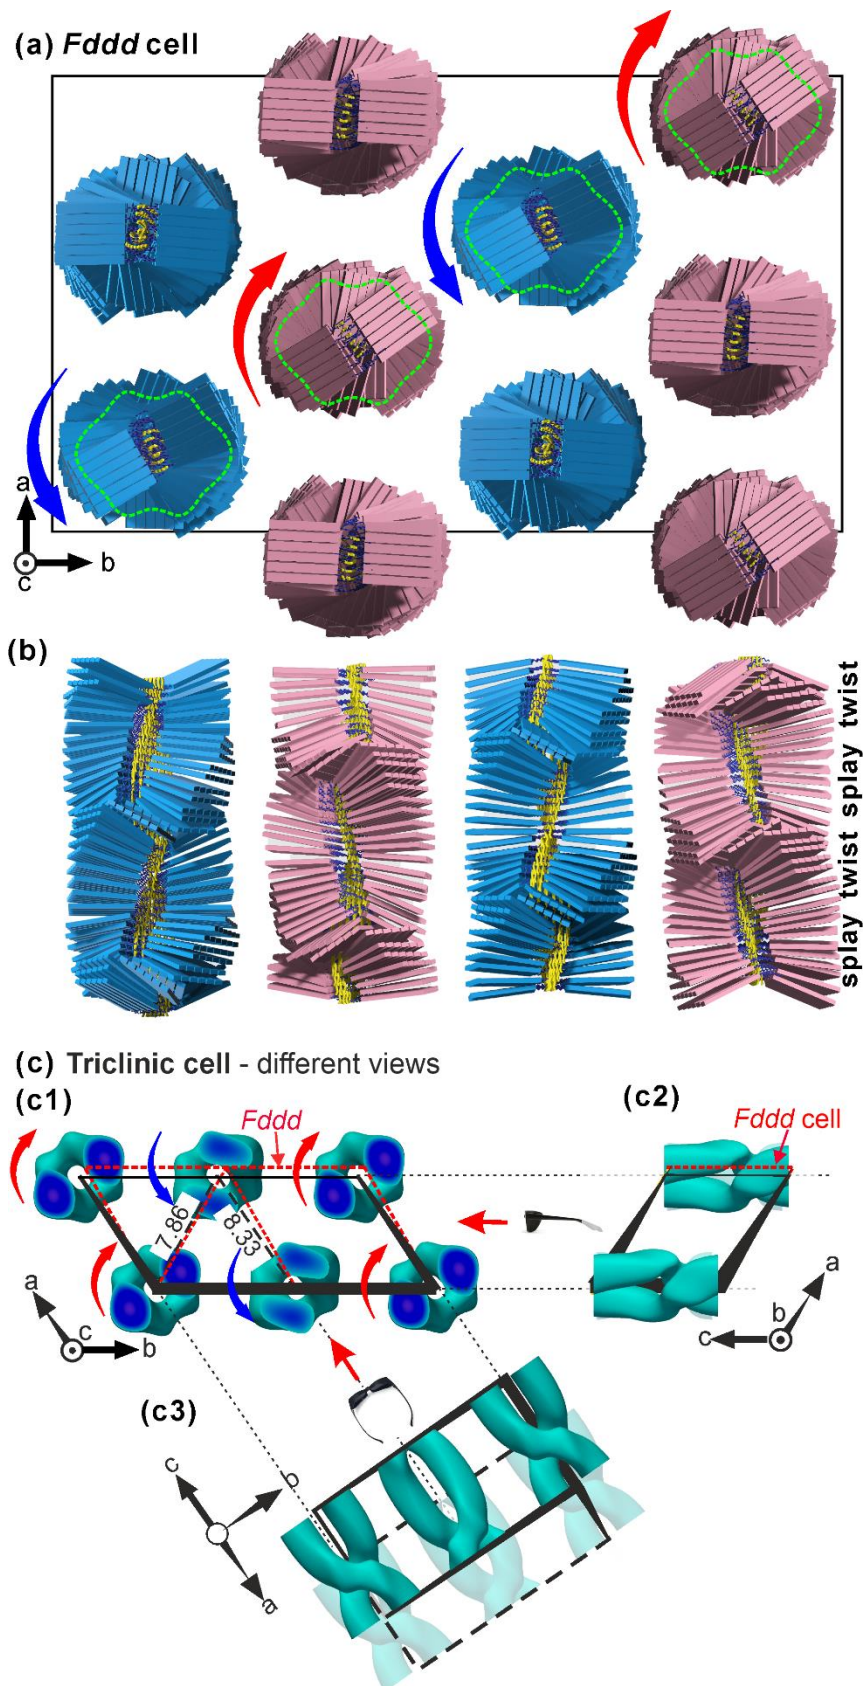 (a) Fddd cell
a
c
b
(b)
splay twist splay twist
(c) Triclinic cell - different views
(c1)
(c2)
Fddd
Fddd cell
7.86
8.33
a
c
b
a
b
c
(c3)
c
b
a